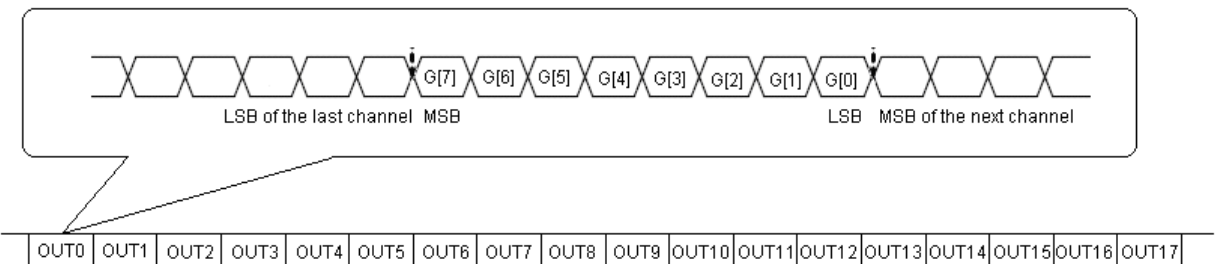 G[7] G[6] G[5] G[4] G[3] G[2] G[1] G[0]
LSB of the last channel MSB LSB MSB of the next channel
OUT0 OUT1 OUT2 OUT3 OUT4 OUT5 OUT6 OUT7 OUT8 OUT9 OUT10 OUT11 OUT12 OUT13 OUT14 OUT15 OUT16 OUT17